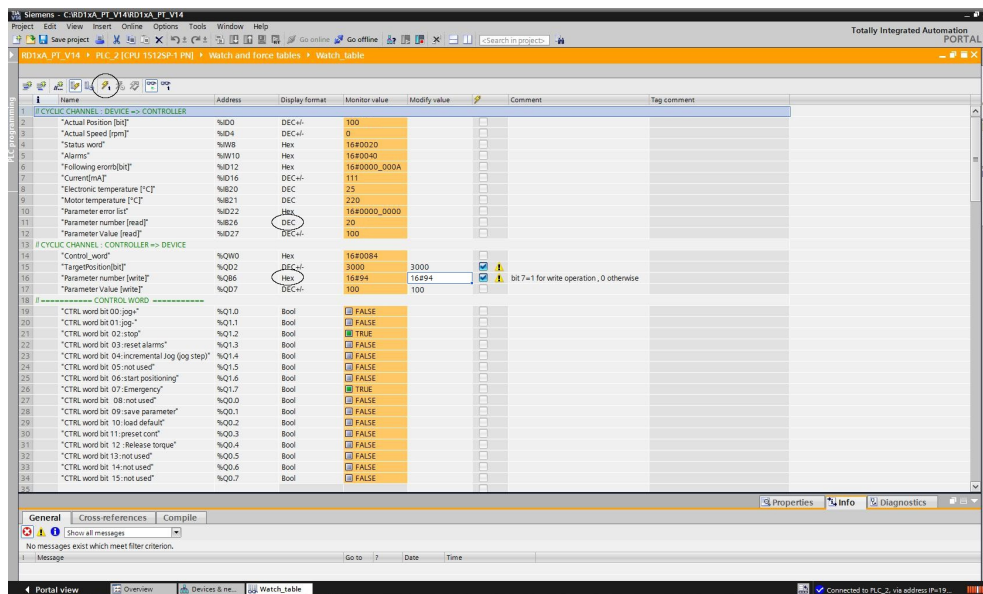 Siemens - C:\RD1xA_PT_V14\RD1xA_PT_V14
Project Edit View Insert Online Options Tools Window Help
Totally Integrated Automation
PORTAL
Save project Go online Go offline <Search in project>
RD1xA_PT_V14 PLC_2 [CPU 1512SP-1 PN] Watch and force tables Watch_table
PLC programming
i Name Address Display format Monitor value Modify value Comment Tag comment
1 // CYCLIC CHANNEL : DEVICE => CONTROLLER
2 "Actual Position [bit]" %ID0 DEC+/- 100
3 "Actual Speed [rpm]" %ID4 DEC+/- 0
4 "Status word" %IW8 Hex 16#0020
5 "Alarms" %IW10 Hex 16#0040
6 "Following erorrb[bit]" %ID12 Hex 16#0000_000A
7 "Current[mA]" %ID16 DEC+/- 111
8 "Electronic temperature [°C]" %IB20 DEC 25
9 "Motor temperature [°C]" %IB21 DEC 220
10 "Parameter error list" %ID22 Hex 16#0000_0000
11 "Parameter number [read]" %IB26 DEC 20
12 "Parameter Value [read]" %ID27 DEC+/- 100
13 // CYCLIC CHANNEL : CONTROLLER => DEVICE
14 "Control_word" %QW0 Hex 16#0084
15 "TargetPosition[bit]" %QD2 DEC+/- 3000 3000
16 "Parameter number [write]" %QB6 Hex 16#94 16#94 bit 7=1 for write operation , 0 otherwise
17 "Parameter Value [write]" %QD7 DEC+/- 100 100
18 // =========== CONTROL WORD ===========
19 "CTRL word bit 00:jog+" %Q1.0 Bool FALSE
20 "CTRL word bit 01:jog-" %Q1.1 Bool FALSE
21 "CTRL word bit 02:stop" %Q1.2 Bool TRUE
22 "CTRL word bit 03:reset alarms" %Q1.3 Bool FALSE
23 "CTRL word bit 04:incremental Jog (jog step)" %Q1.4 Bool FALSE
24 "CTRL word bit 05:not used" %Q1.5 Bool FALSE
25 "CTRL word bit 06:start positioning" %Q1.6 Bool FALSE
26 "CTRL word bit 07:Emergency" %Q1.7 Bool TRUE
27 "CTRL word bit 08:not used" %Q0.0 Bool FALSE
28 "CTRL word bit 09:save parameter" %Q0.1 Bool FALSE
29 "CTRL word bit 10:load default" %Q0.2 Bool FALSE
30 "CTRL word bit 11:preset cont" %Q0.3 Bool FALSE
31 "CTRL word bit 12 :Release torque" %Q0.4 Bool FALSE
32 "CTRL word bit 13:not used" %Q0.5 Bool FALSE
33 "CTRL word bit 14:not used" %Q0.6 Bool FALSE
34 "CTRL word bit 15:not used" %Q0.7 Bool FALSE
35
Properties Info Diagnostics
General Cross-references Compile
Show all messages
No messages exist which meet filter criterion.
! Message Go to ? Date Time
Portal view Overview Devices & ne... Watch_table Connected to PLC_2, via address IP=19...